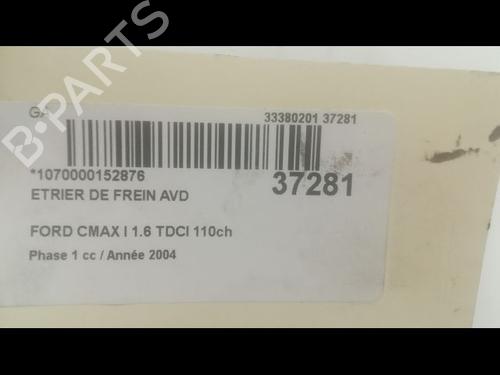 GA
33380201 37281
*1070000152876
37281
ETRIER DE FREIN AVD
FORD CMAX I 1.6 TDCI 110ch
Phase 1 cc / Année 2004
B-PARTS